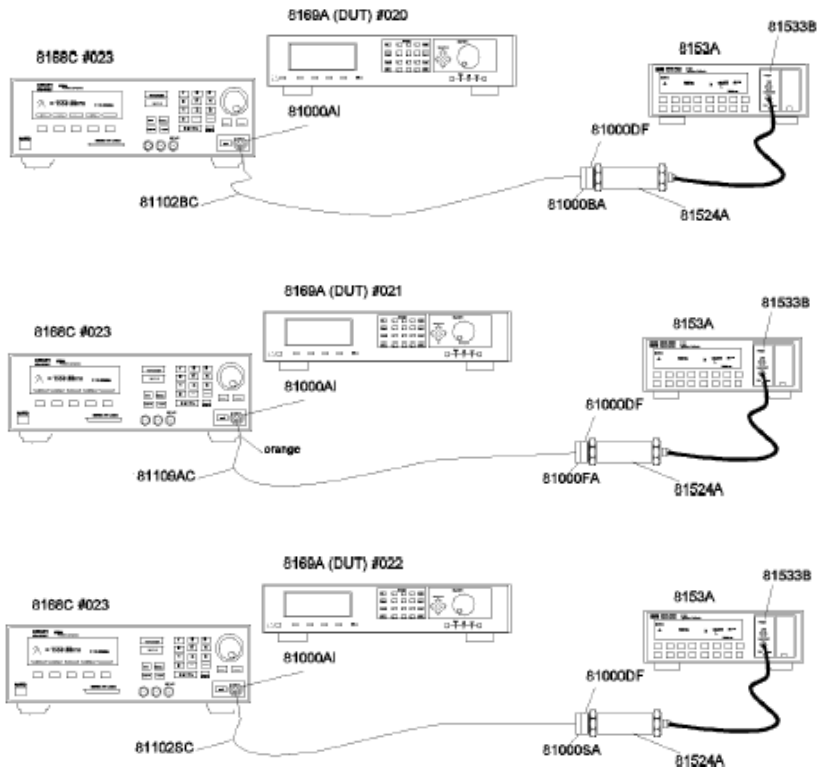 8169A (DUT) #020
81533B
8168C #023
8153A
81000AI
81000DF
81102BC
81000BA
81524A
8169A (DUT) #021
81533B
8168C #023
8153A
81000AI
81000DF
orange
81109AC
81000FA
81524A
8169A (DUT) #022
81533B
8168C #023
8153A
81000AI
81000DF
81102SC
81000SA
81524A